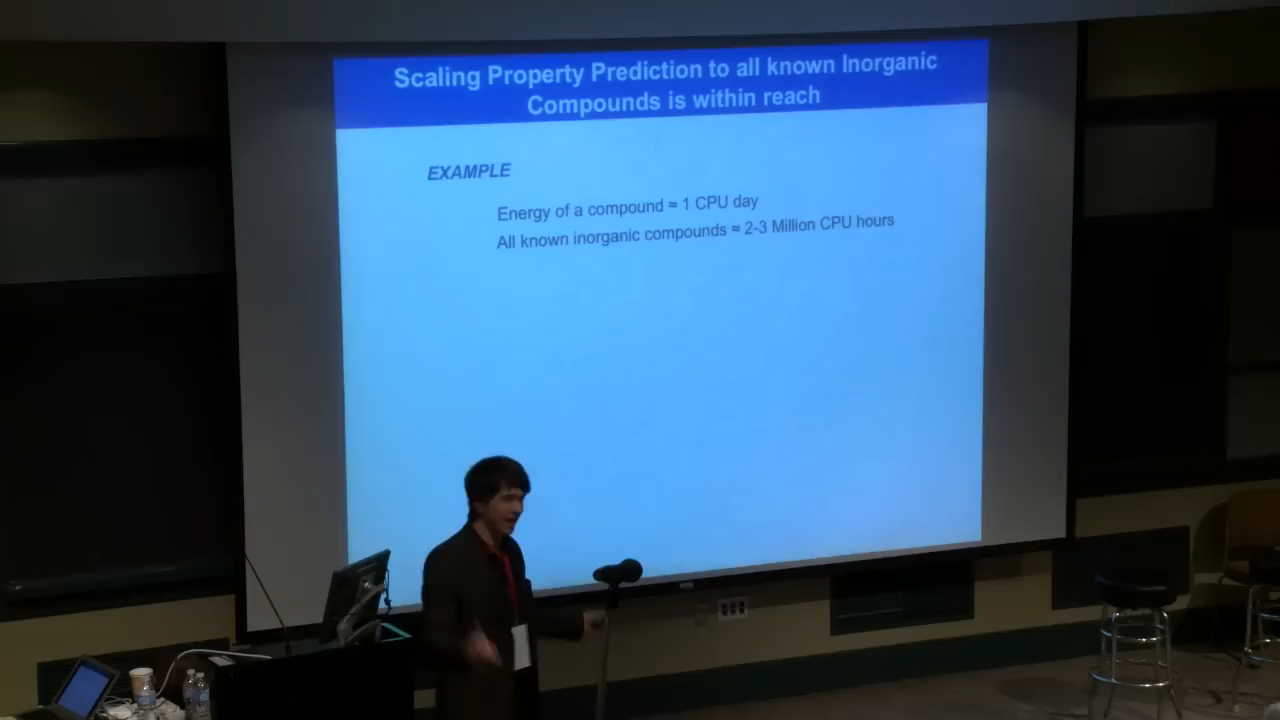 Scaling Property Prediction to all known Inorganic
Compounds is within reach
EXAMPLE
Energy of a compound ≈ 1 CPU day
All known inorganic compounds ≈ 2-3 Million CPU hours